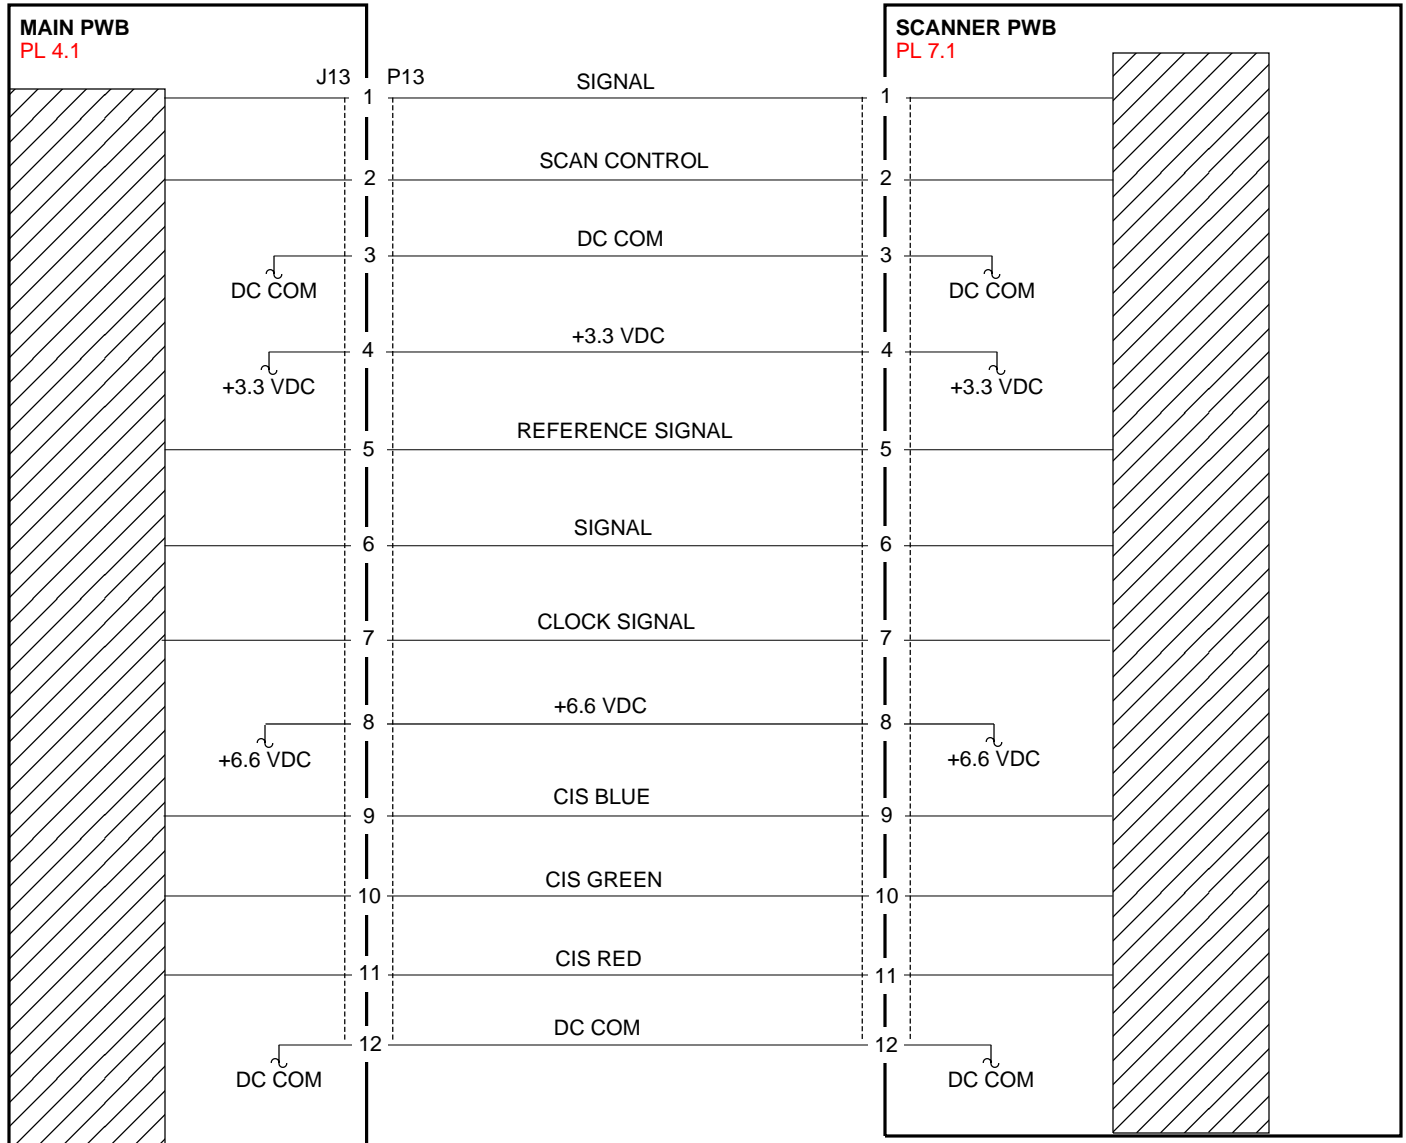 MAIN PWB
PL 4.1
SCANNER PWB
PL 7.1
J13 P13
1 SIGNAL 1
2 SCAN CONTROL 2
3 DC COM 3
DC COM DC COM
4 +3.3 VDC 4
+3.3 VDC +3.3 VDC
5 REFERENCE SIGNAL 5
6 SIGNAL 6
7 CLOCK SIGNAL 7
8 +6.6 VDC 8
+6.6 VDC +6.6 VDC
9 CIS BLUE 9
10 CIS GREEN 10
11 CIS RED 11
12 DC COM 12
DC COM DC COM